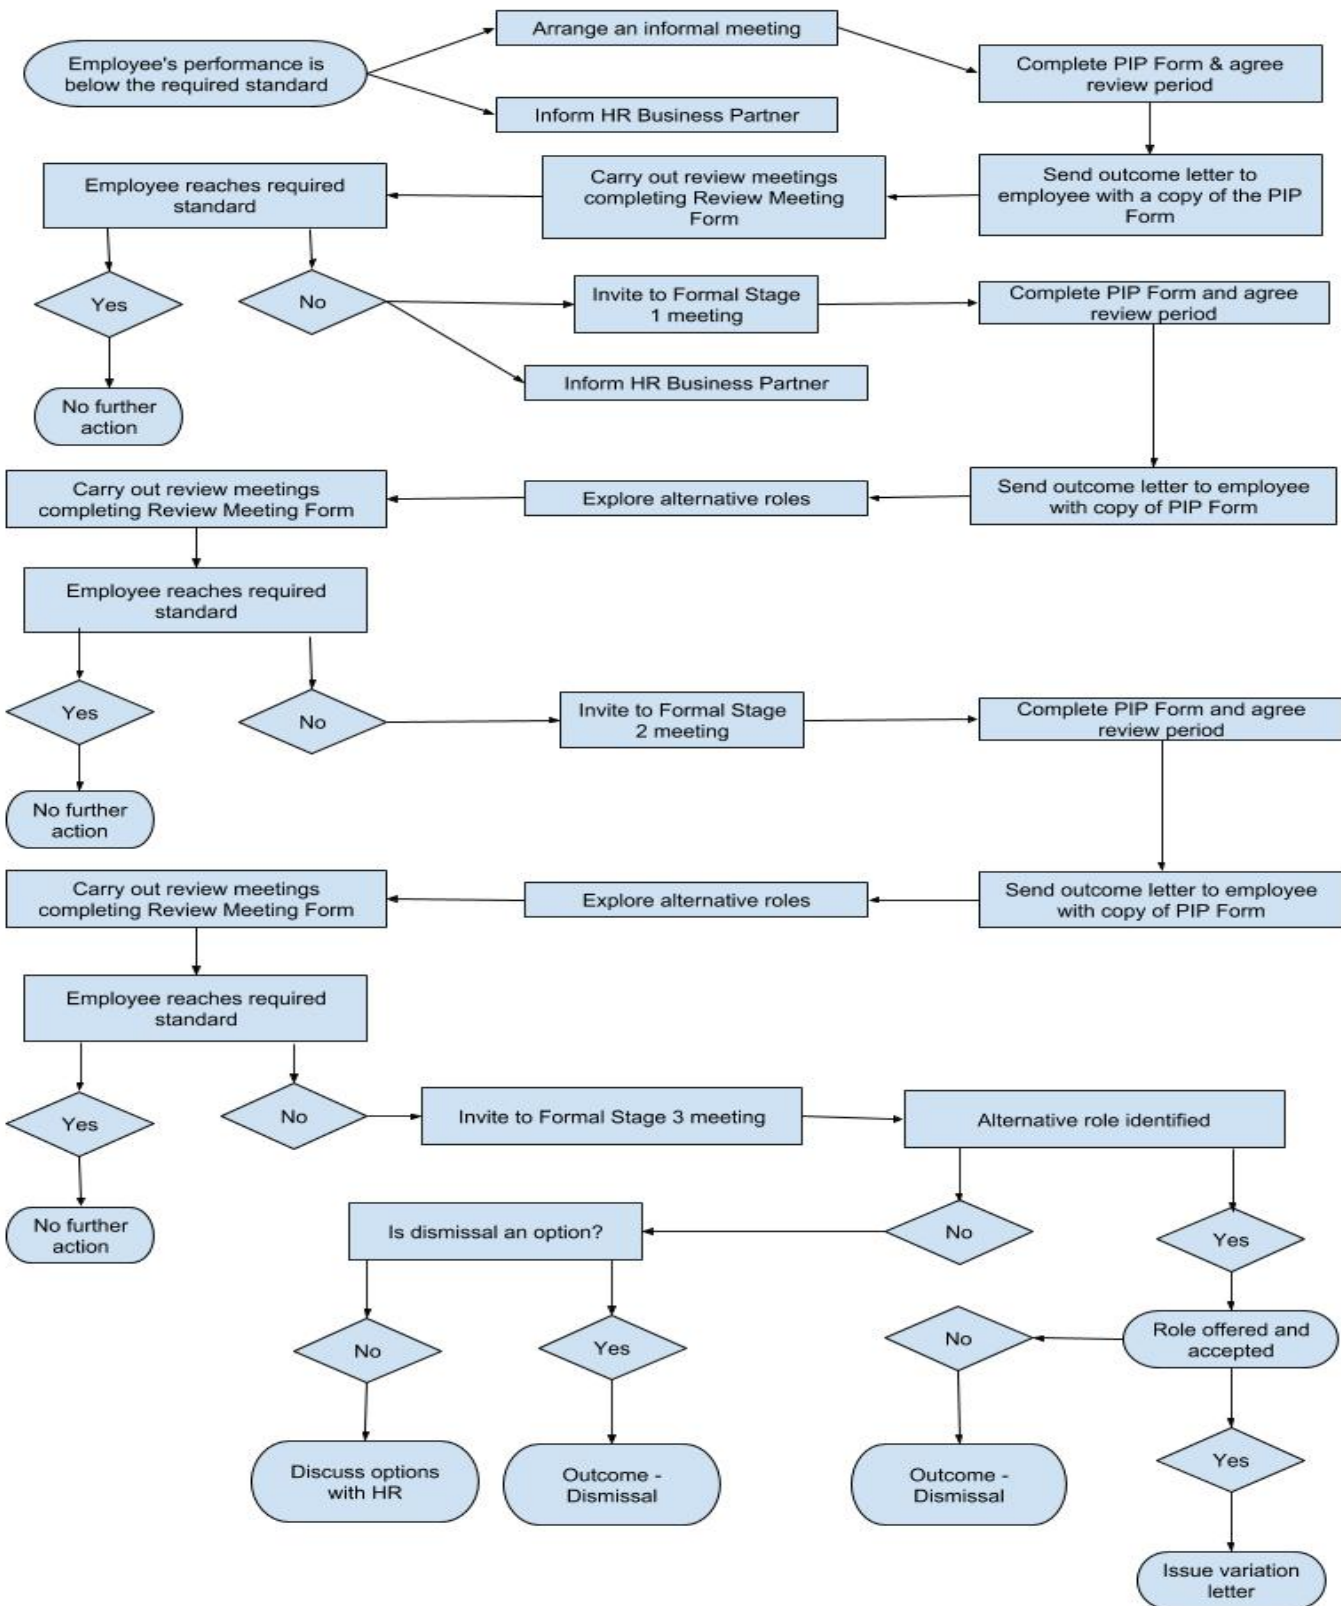 Arrange an informal meeting
Employee's performance is
below the required standard
Complete PIP Form & agree
review period
Inform HR Business Partner
Employee reaches required
standard
Carry out review meetings
completing Review Meeting
Form
Send outcome letter to
employee with a copy of the PIP
Form
Yes
No
Invite to Formal Stage
1 meeting
Complete PIP Form and agree
review period
Inform HR Business Partner
No further
action
Carry out review meetings
completing Review Meeting Form
Explore alternative roles
Send outcome letter to employee
with copy of PIP Form
Employee reaches required
standard
Yes
No
Invite to Formal Stage
2 meeting
Complete PIP Form and agree
review period
No further
action
Carry out review meetings
completing Review Meeting Form
Explore alternative roles
Send outcome letter to employee
with copy of PIP Form
Employee reaches required
standard
Yes
No
Invite to Formal Stage 3 meeting
Alternative role identified
No further
action
Is dismissal an option?
No
Yes
No
Yes
No
Role offered and
accepted
Discuss options
with HR
Outcome -
Dismissal
Outcome -
Dismissal
Yes
Issue variation
letter